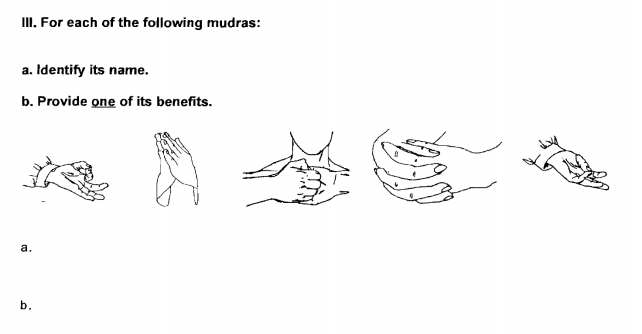 III. For each of the following mudras:
a. Identify its name.
b. Provide one of its benefits.
a.
b.